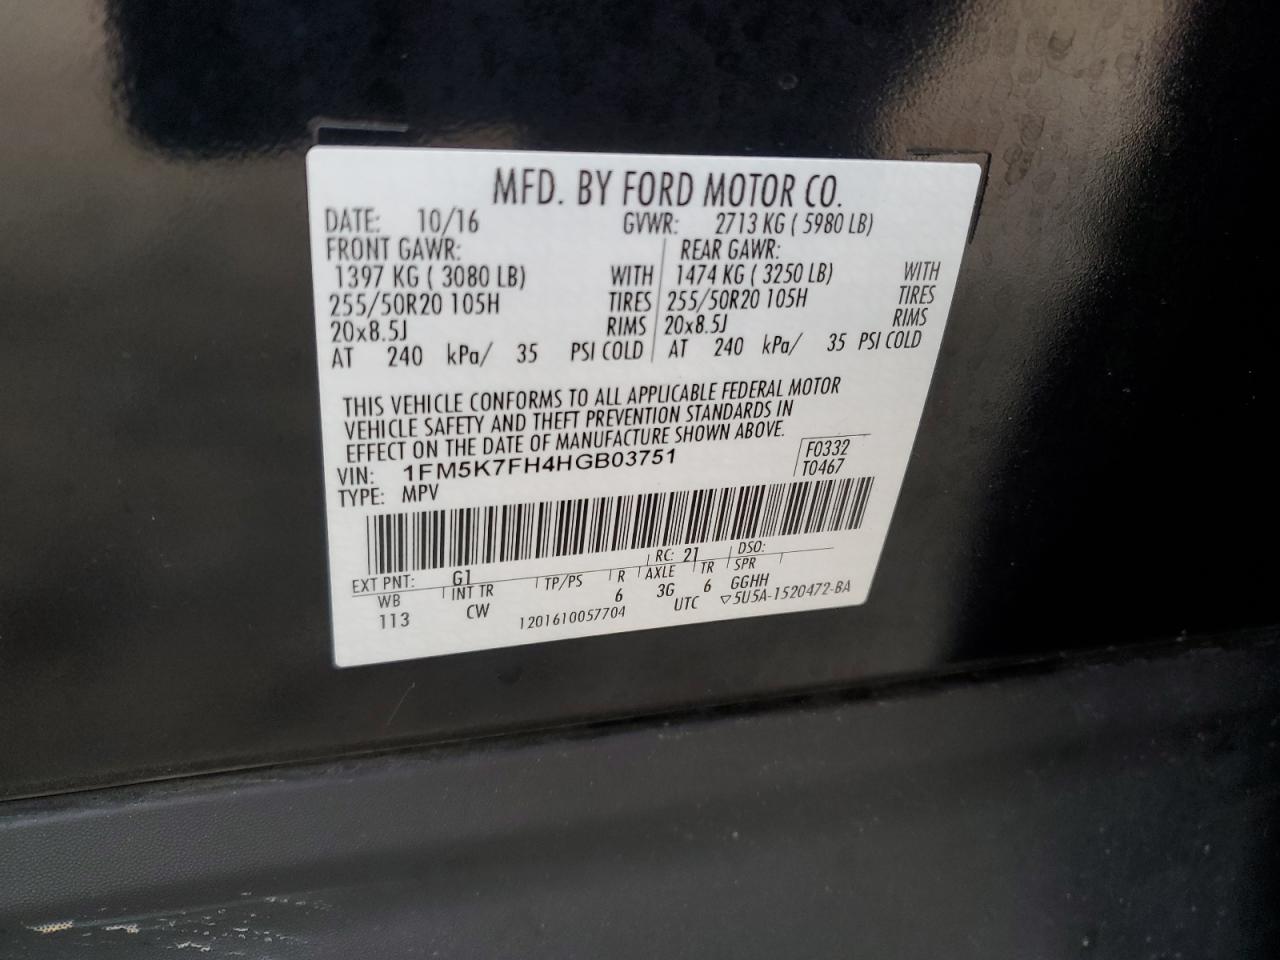 MFD. BY FORD MOTOR CO.
DATE: 10/16 GVWR: 2713 KG ( 5980 LB)
FRONT GAWR: REAR GAWR:
1397 KG ( 3080 LB) WITH 1474 KG ( 3250 LB) WITH
255/50R20 105H TIRES 255/50R20 105H TIRES
20x8.5J RIMS 20x8.5J RIMS
AT 240 kPa/ 35 PSI COLD AT 240 kPa/ 35 PSI COLD
THIS VEHICLE CONFORMS TO ALL APPLICABLE FEDERAL MOTOR
VEHICLE SAFETY AND THEFT PREVENTION STANDARDS IN
EFFECT ON THE DATE OF MANUFACTURE SHOWN ABOVE.
VIN: 1FM5K7FH4HGB03751 F0332
TYPE: MPV T0467
EXT PNT: G1 RC: 21 DSO:
WB INT TR TP/PS R AXLE TR SPR
113 CW 6 3G 6 GGHH
1201610057704 UTC ▽5U5A-1520472-BA